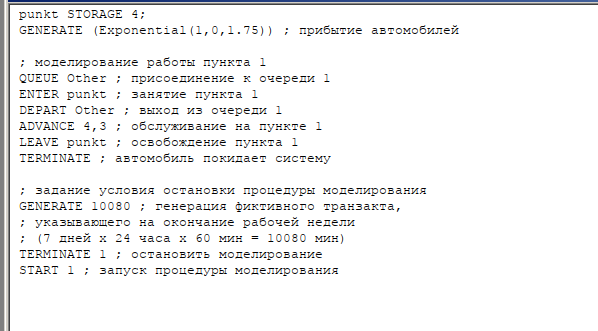 punkt STORAGE 4;
GENERATE (Exponential(1,0,1.75)) ; прибытие автомобилей
; моделирование работы пункта 1
QUEUE Other ; присоединение к очереди 1
ENTER punkt ; занятие пункта 1
DEPART Other ; выход из очереди 1
ADVANCE 4,3 ; обслуживание на пункте 1
LEAVE punkt ; освобождение пункта 1
TERMINATE ; автомобиль покидает систему
; задание условия остановки процедуры моделирования
GENERATE 10080 ; генерация фиктивного транзакта,
; указывающего на окончание рабочей недели
; (7 дней x 24 часа x 60 мин = 10080 мин)
TERMINATE 1 ; остановить моделирование
START 1 ; запуск процедуры моделирования